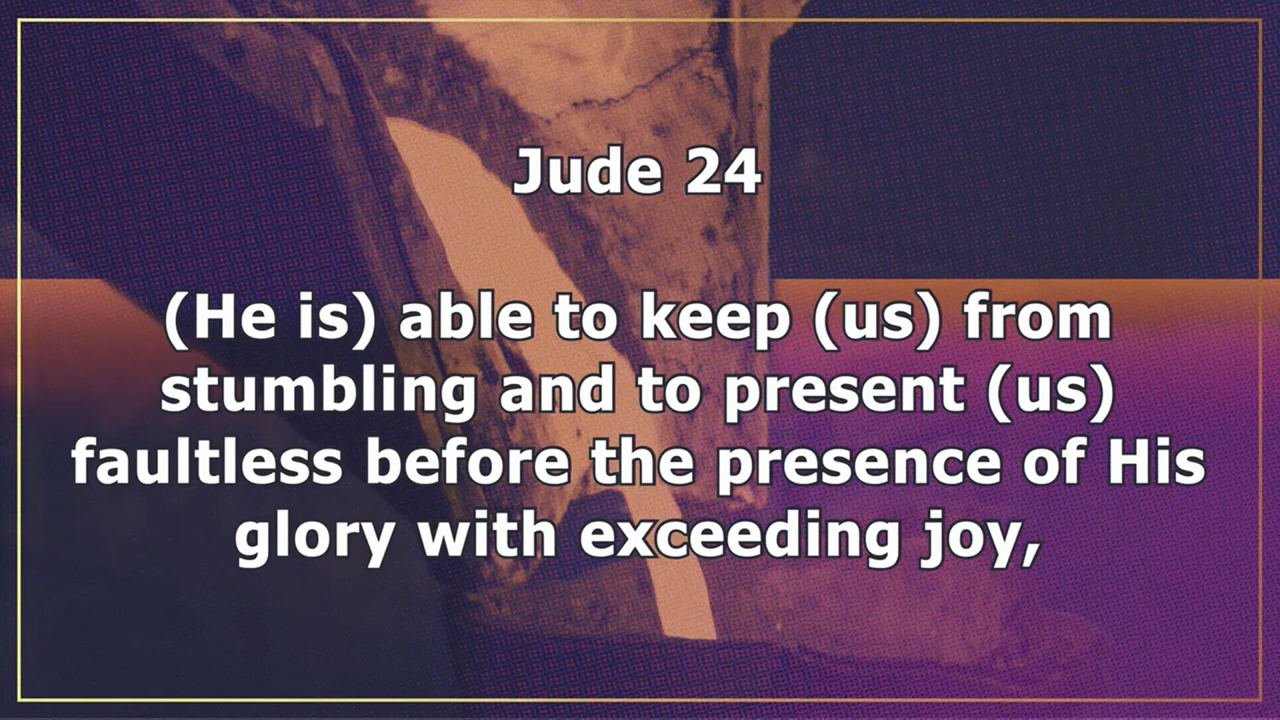 Jude 24
(He is) able to keep (us) from
stumbling and to present (us)
faultless before the presence of His
glory with exceeding joy,